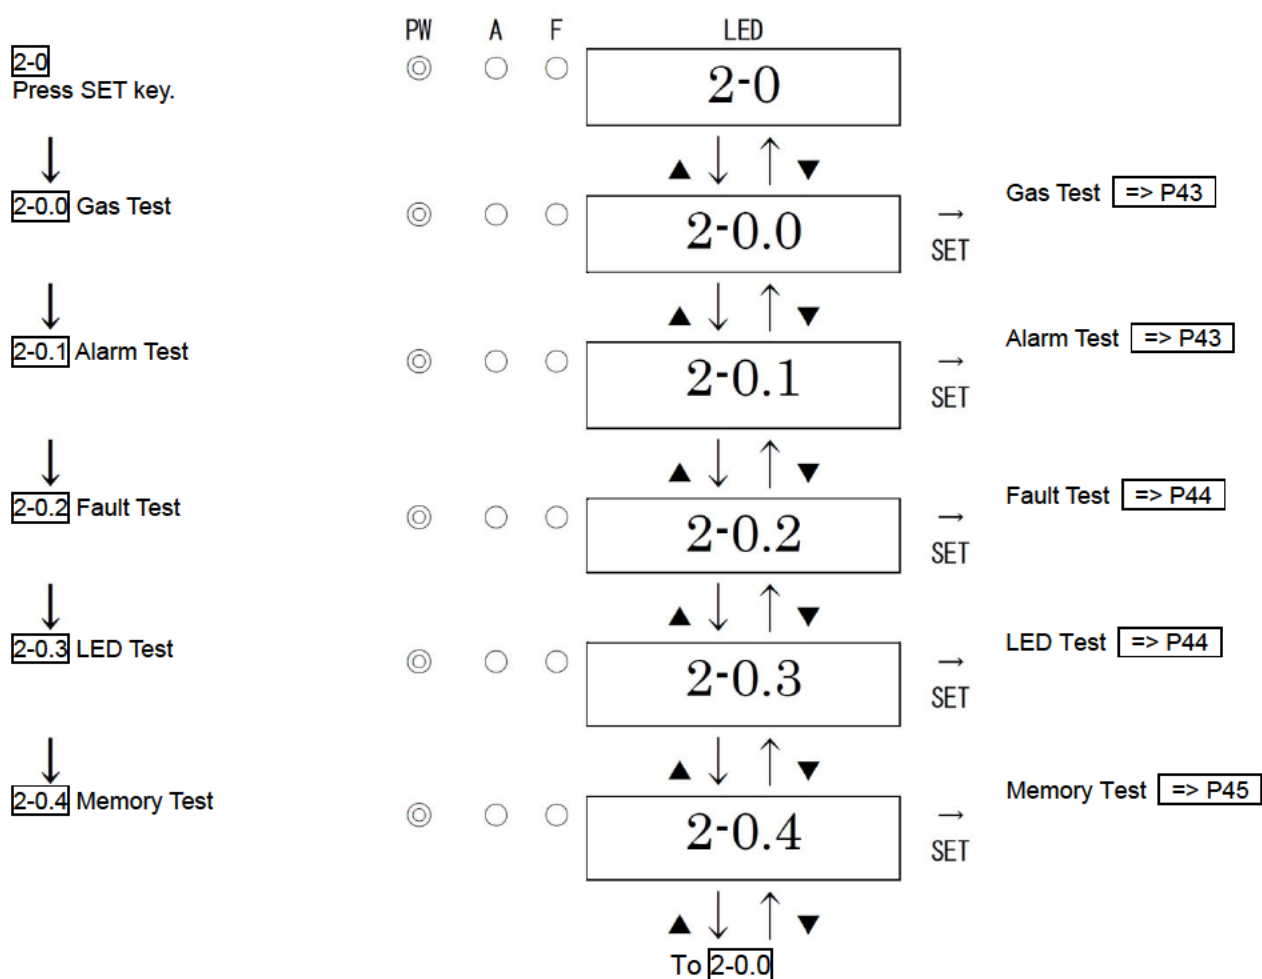 PW A F LED
2-0
Press SET key.
2-0
▲ ↓ ↑ ▼
2-0.0 Gas Test
2-0.0
→
SET
Gas Test => P43
▲ ↓ ↑ ▼
2-0.1 Alarm Test
2-0.1
→
SET
Alarm Test => P43
▲ ↓ ↑ ▼
2-0.2 Fault Test
2-0.2
→
SET
Fault Test => P44
▲ ↓ ↑ ▼
2-0.3 LED Test
2-0.3
→
SET
LED Test => P44
▲ ↓ ↑ ▼
2-0.4 Memory Test
2-0.4
→
SET
Memory Test => P45
▲ ↓ ↑ ▼
To 2-0.0